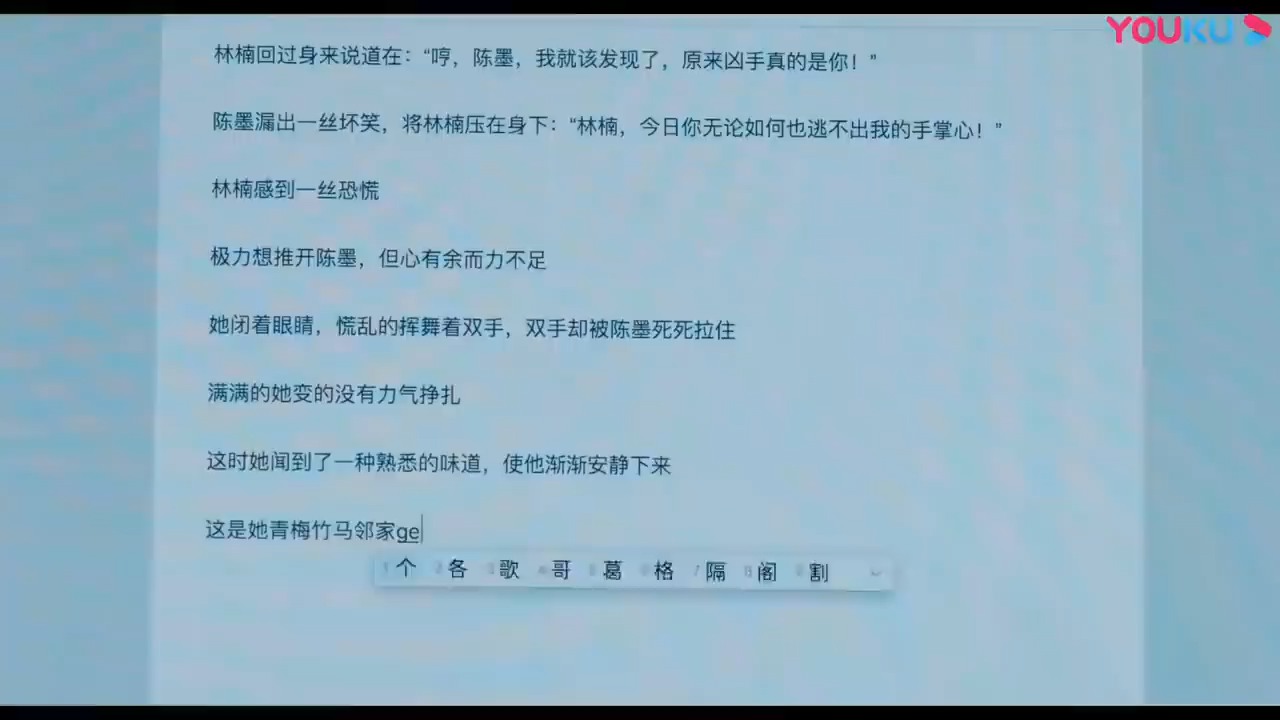 YOUKU
林楠回过身来说道在：“哼，陈墨，我就该发现了，原来凶手真的是你！”
陈墨漏出一丝坏笑，将林楠压在身下：“林楠，今日你无论如何也逃不出我的手掌心！”
林楠感到一丝恐慌
极力想推开陈墨，但心有余而力不足
她闭着眼睛，慌乱的挥舞着双手，双手却被陈墨死死拉住
满满的她变的没有力气挣扎
这时她闻到了一种熟悉的味道，使他渐渐安静下来
这是她青梅竹马邻家ge
1 个 2 各 3 歌 4 哥 5 葛 6 格 7 隔 8 阁 9 割